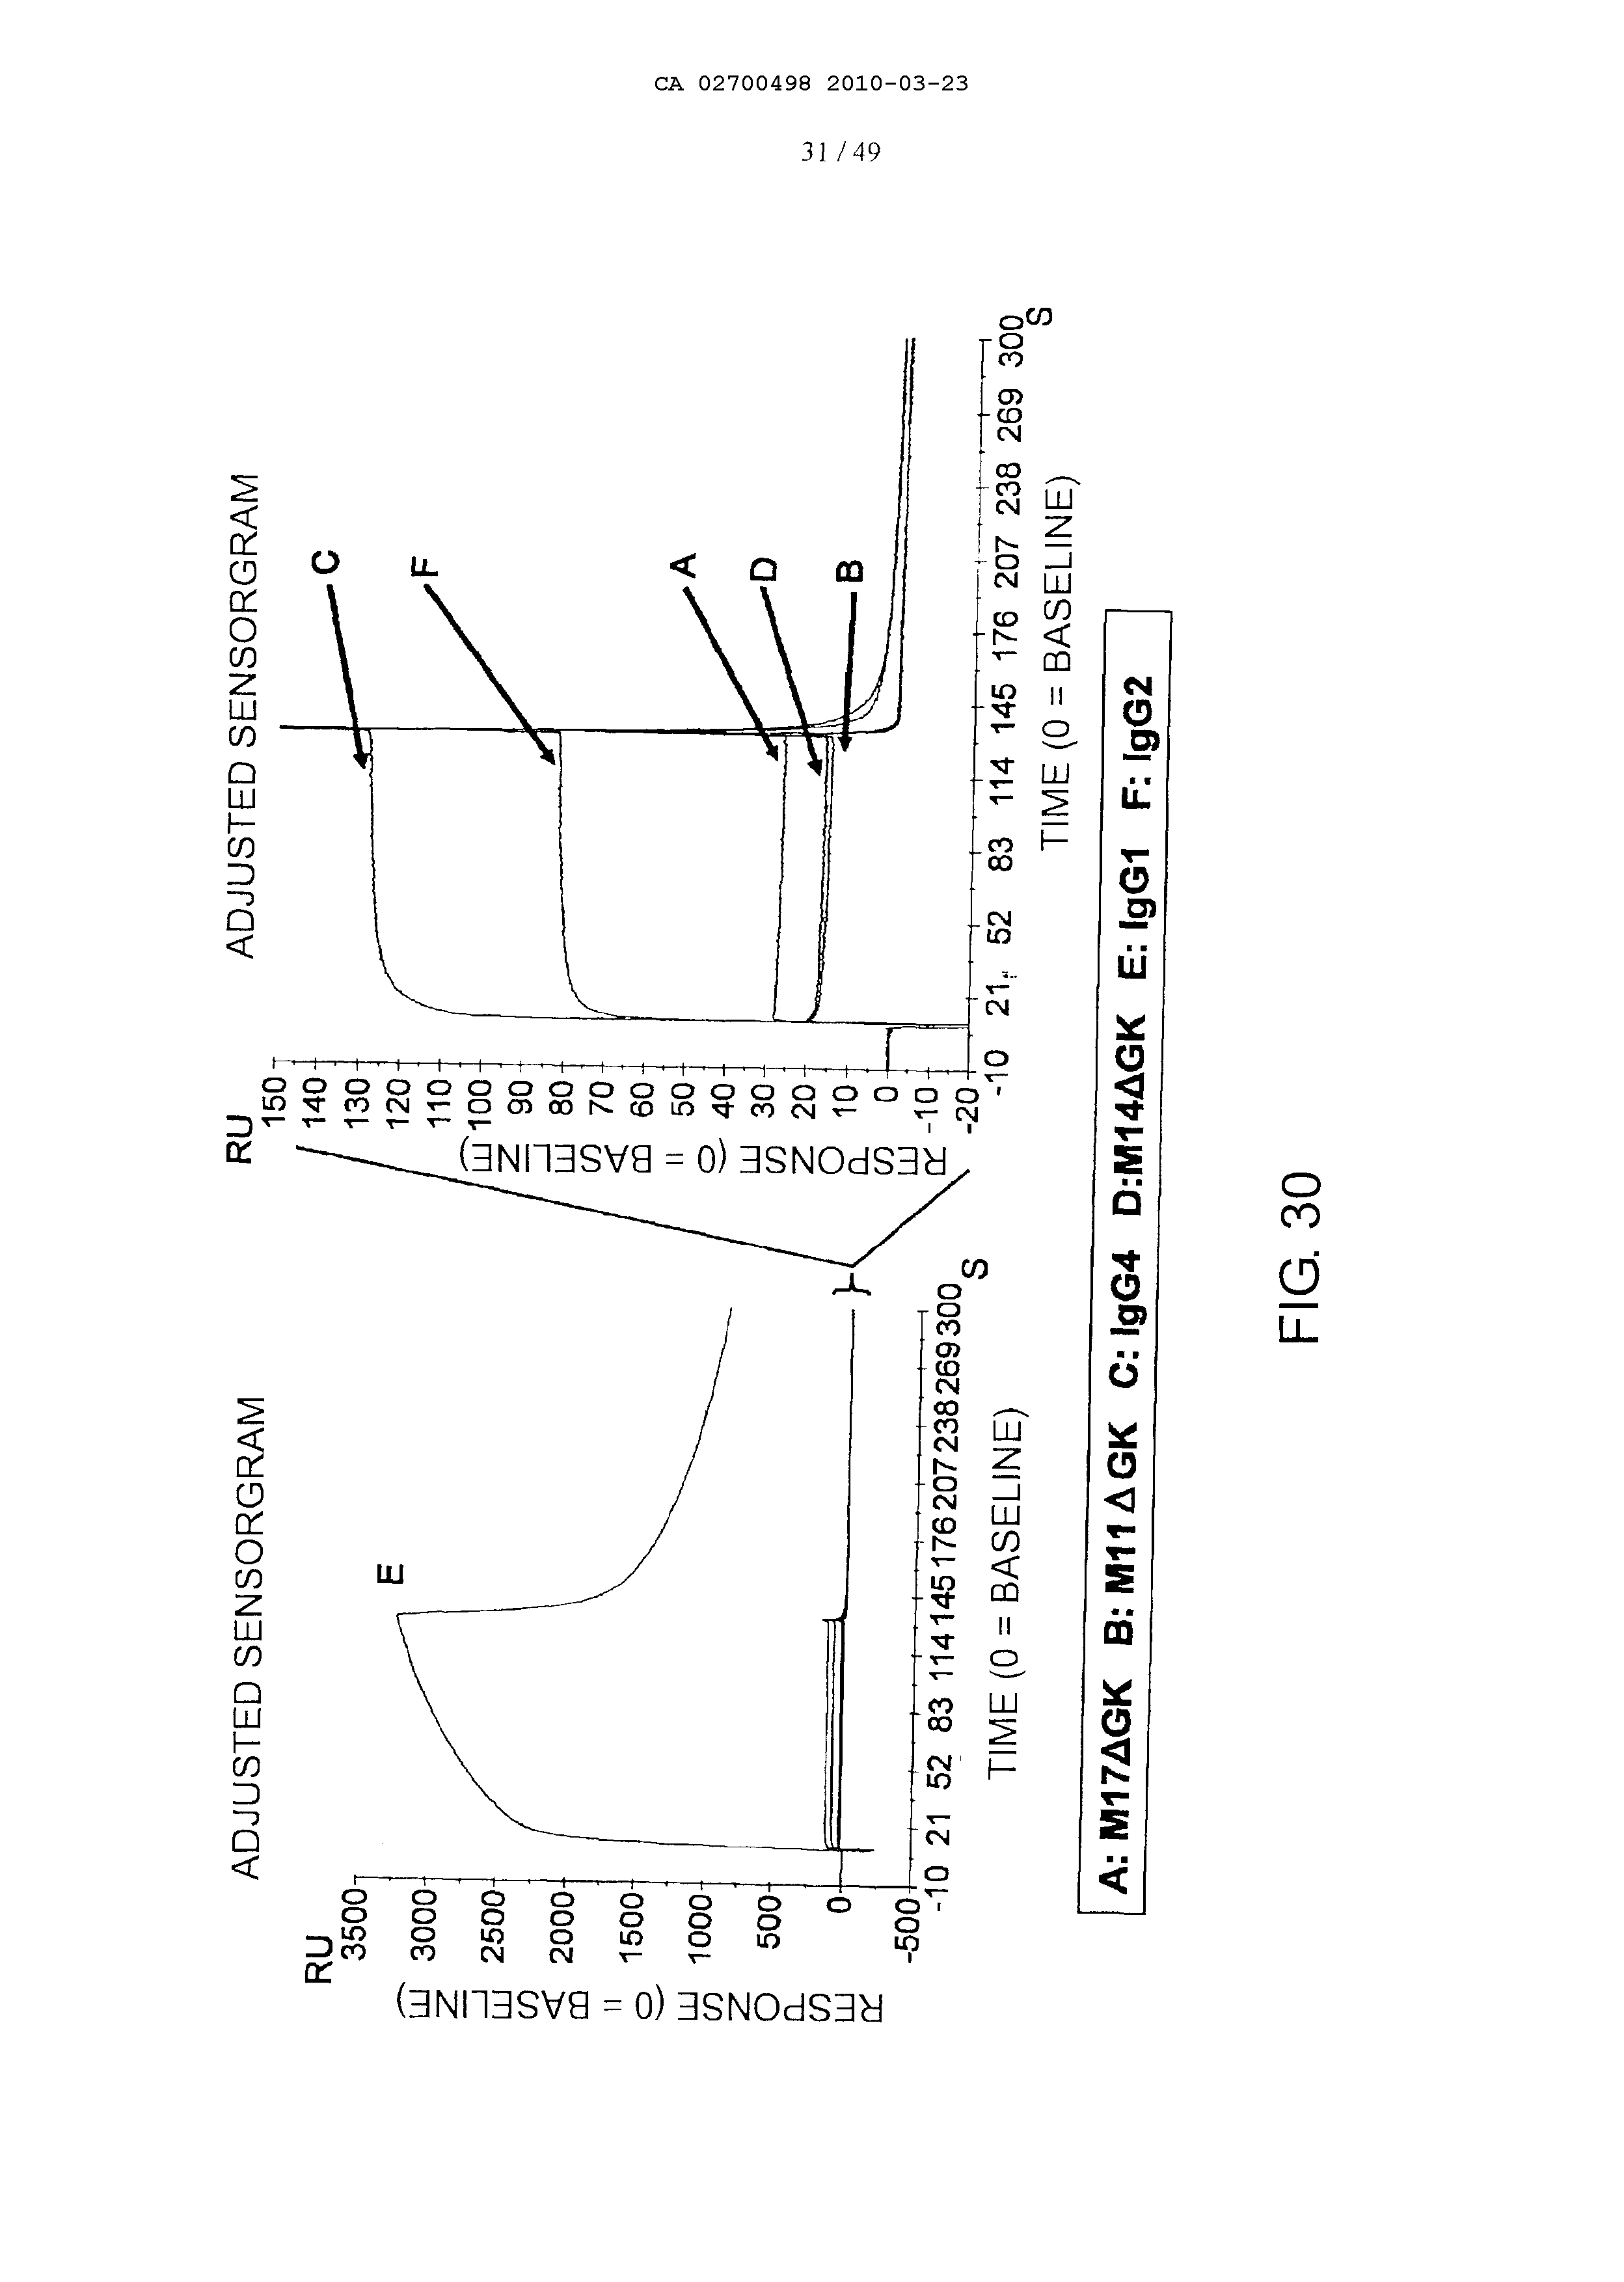 CA 02700498 2010-03-23
31 / 49
ADJUSTED SENSORGRAM
RU
3500
3000
2500
2000
1500
1000
500
0
-500
RESPONSE (0 = BASELINE)
E
-10 21 52 83 114 145 176 207 238 269 300
S
TIME (0 = BASELINE)
ADJUSTED SENSORGRAM
RU
150
140
130
120
110
100
90
80
70
60
50
40
30
20
10
0
-10
-20
RESPONSE (0 = BASELINE)
C
F
A
D
B
-10 21 52 83 114 145 176 207 238 269 300
S
TIME (0 = BASELINE)
A: M17ΔGK B: M11 Δ GK C: IgG4 D:M14ΔGK E: IgG1 F: IgG2
FIG. 30